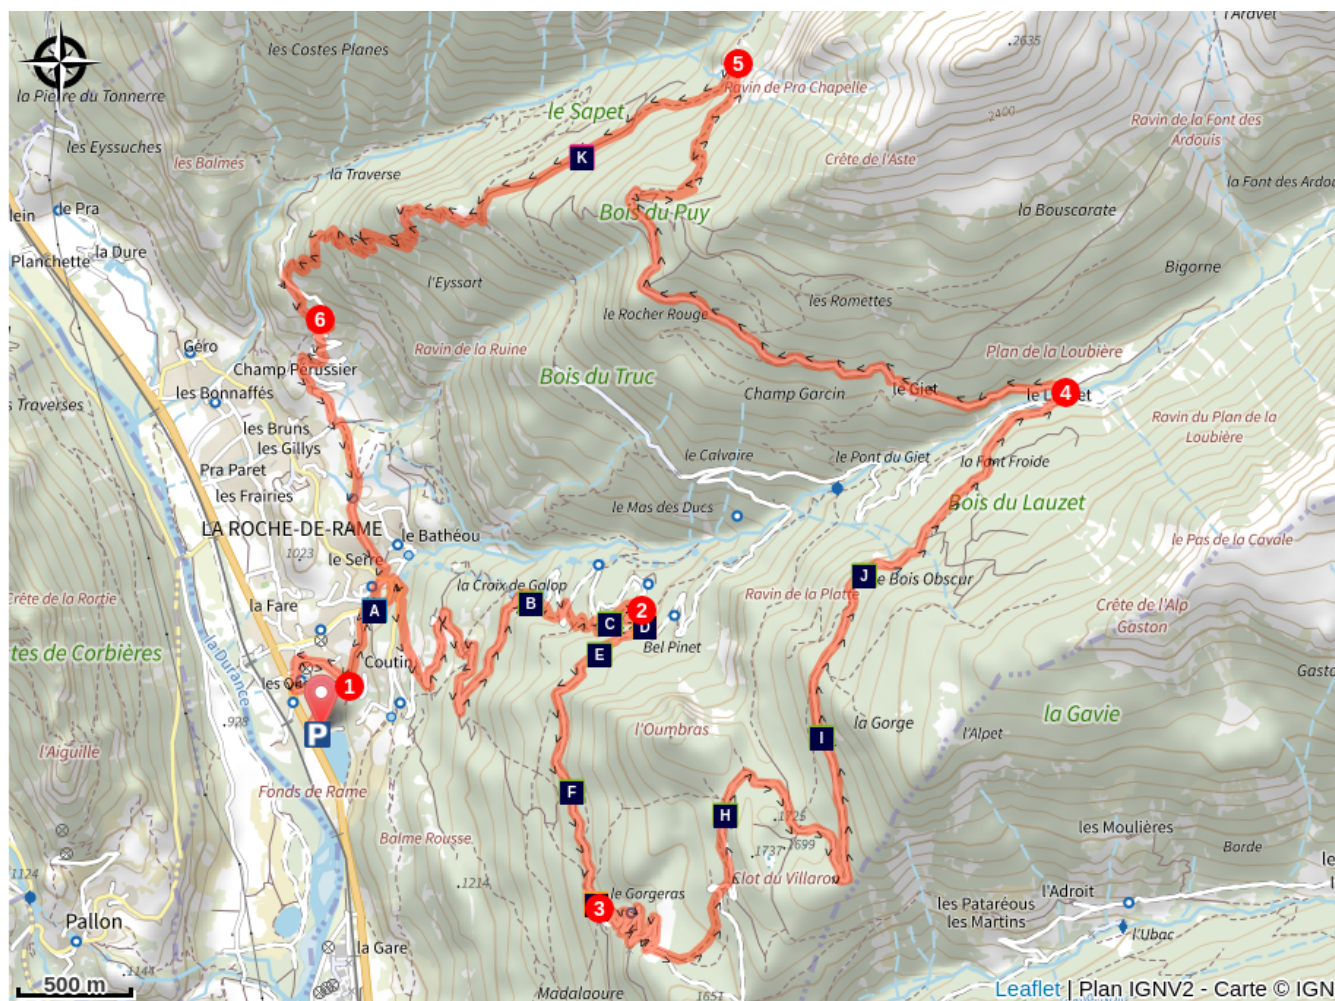 l'Aravet
les Costes Planes
2635
5
la Pierre du Tonnerre
Ravin de Pra Chapelle
le Sapet
2400
Ravin de la Font des
Ardouis
les Eyssuches
les Balmes
K
Crête de l'Aste
la Traverse
la Font des Ardou
de Pra
lein
Bois du Puy
la Bouscarate
la Dure
Planchette
Bigorne
l'Eyssart
les Romettes
le Rocher Rouge
6
Géro
Ravin de la Ruine
Plan de la Loubière
Champ Pérussier
Bois du Truc
les Bonnaffés
Champ Garcin
le Giet
4
s Traverses
Ravin du Plan de la
Loubière
les Bruns
les Gillys
le Calvaire
le Pont du Giet
la Font Froide
Pra Paret
les Frairies
Bois du Lauzet
le Mas des Ducs
LA ROCHE-DE-RAME
le Bathéou
le Pas de la Cavale
1023
le Serre
la Croix de Galop
J
e Bois Obscur
Ravin de la Platte
Crête de la Rortie
la Fare
A
B
2
Crête de l'Alp
Gaston
C
D
tes de Corbières
la Durance
Coutin
E
Bel Pinet
Gasto
les
1
928
l'Oumbras
la Gorge
la Gavie
P
l'Aiguille
I
l'Alpet
Fonds de Rame
F
H
1725
les Moulières
Balme Rousse
1737
1699
Borde
1124
1214
Clot du Villaron
le
l'Adroit
le Gorgeras
3
les Pataréous
les Martins
Pallon
l'Ubac
la Gare
1144
500 m
Madalaoure
1651
Leaflet | Plan IGNV2 - Carte © IGN